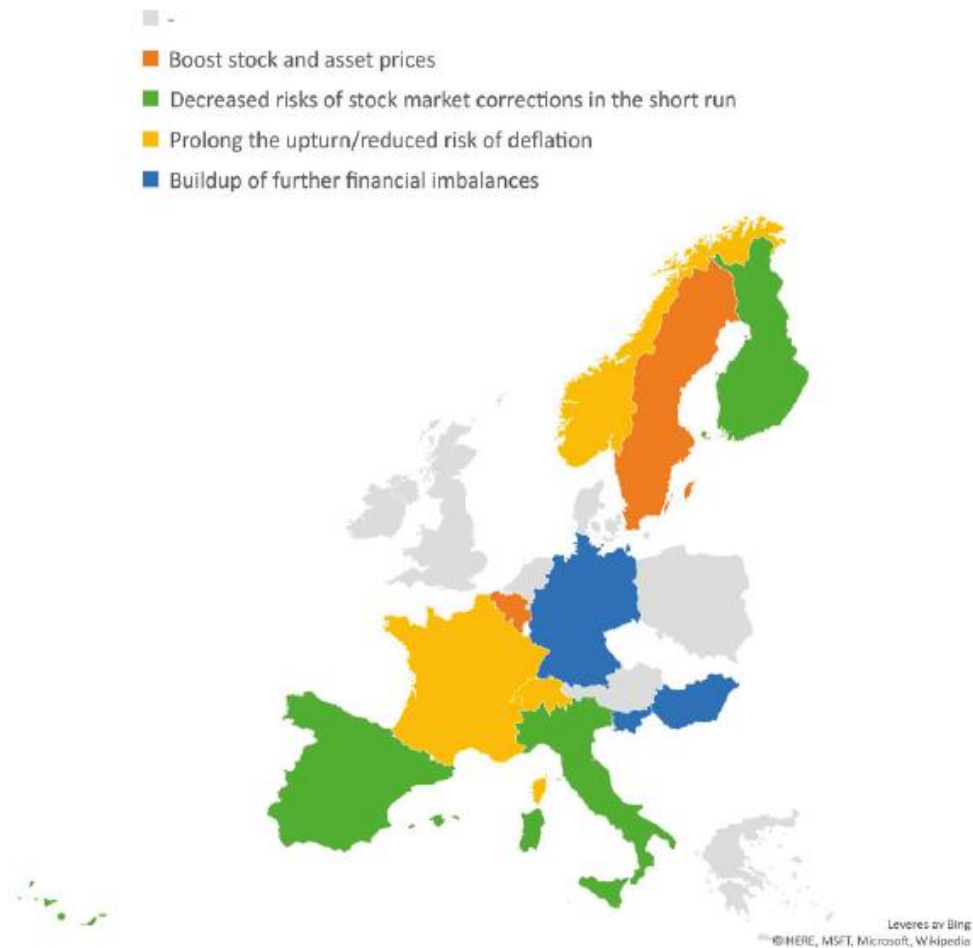 -
Boost stock and asset prices
Decreased risks of stock market corrections in the short run
Prolong the upturn/reduced risk of deflation
Buildup of further financial imbalances
Leveres av Bing
© HERE, MSFT, Microsoft, Wikipedia